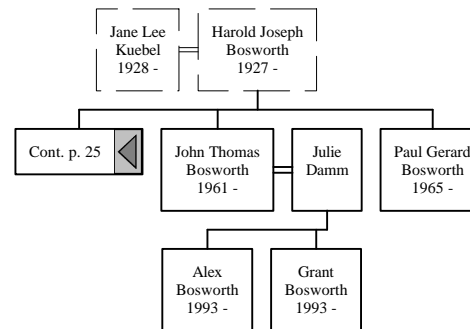 Jane Lee
Kuebel
1928 -
Harold Joseph
Bosworth
1927 -
Cont. p. 25
John Thomas
Bosworth
1961 -
Julie
Damm
Paul Gerard
Bosworth
1965 -
Alex
Bosworth
1993 -
Grant
Bosworth
1993 -